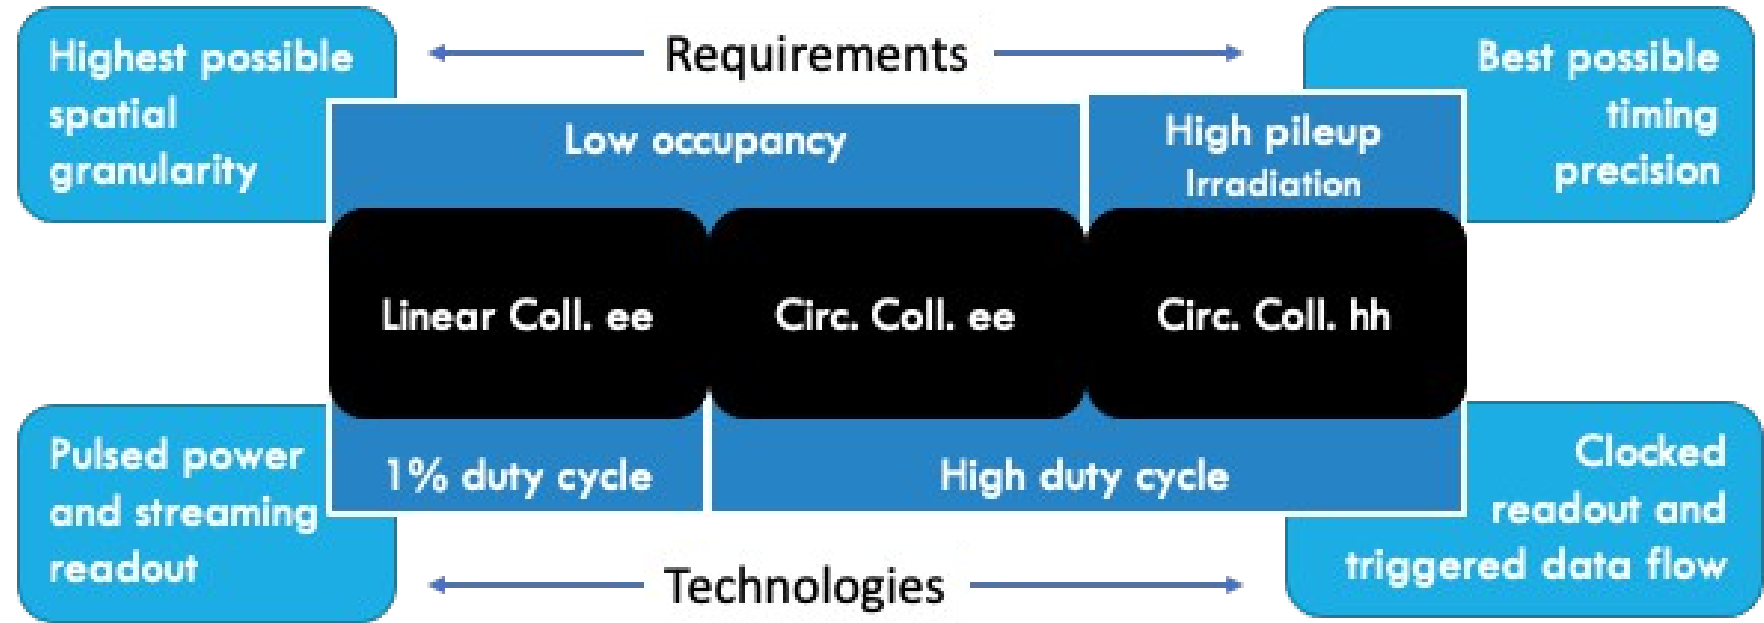 Highest possible
spatial
granularity
Requirements
Best possible
timing
precision
Low occupancy
High pileup
Irradiation
Linear Coll. ee
Circ. Coll. ee
Circ. Coll. hh
Pulsed power
and streaming
readout
1% duty cycle
High duty cycle
Clocked
readout and
triggered data flow
Technologies